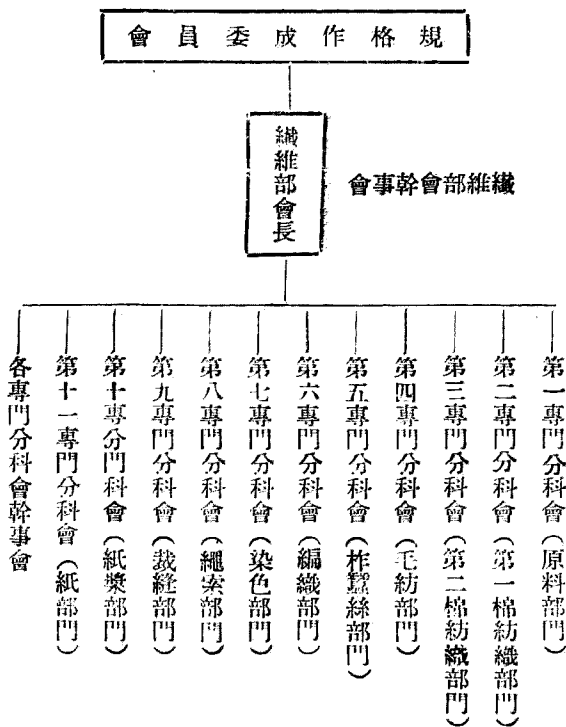 規格作成委員會
纖維部會長
纖維部會幹事會
第一專門分科會(原料部門)
第二專門分科會(第一棉紡織部門)
第三專門分科會(第二棉紡織部門)
第四專門分科會(毛紡部門)
第五專門分科會(柞蠶絲部門)
第六專門分科會(編織部門)
第七專門分科會(染色部門)
第八專門分科會(繩索部門)
第九專門分科會(裁縫部門)
第十專分門科會(紙漿部門)
第十一專門分科會(紙部門)
各專門分科會幹事會